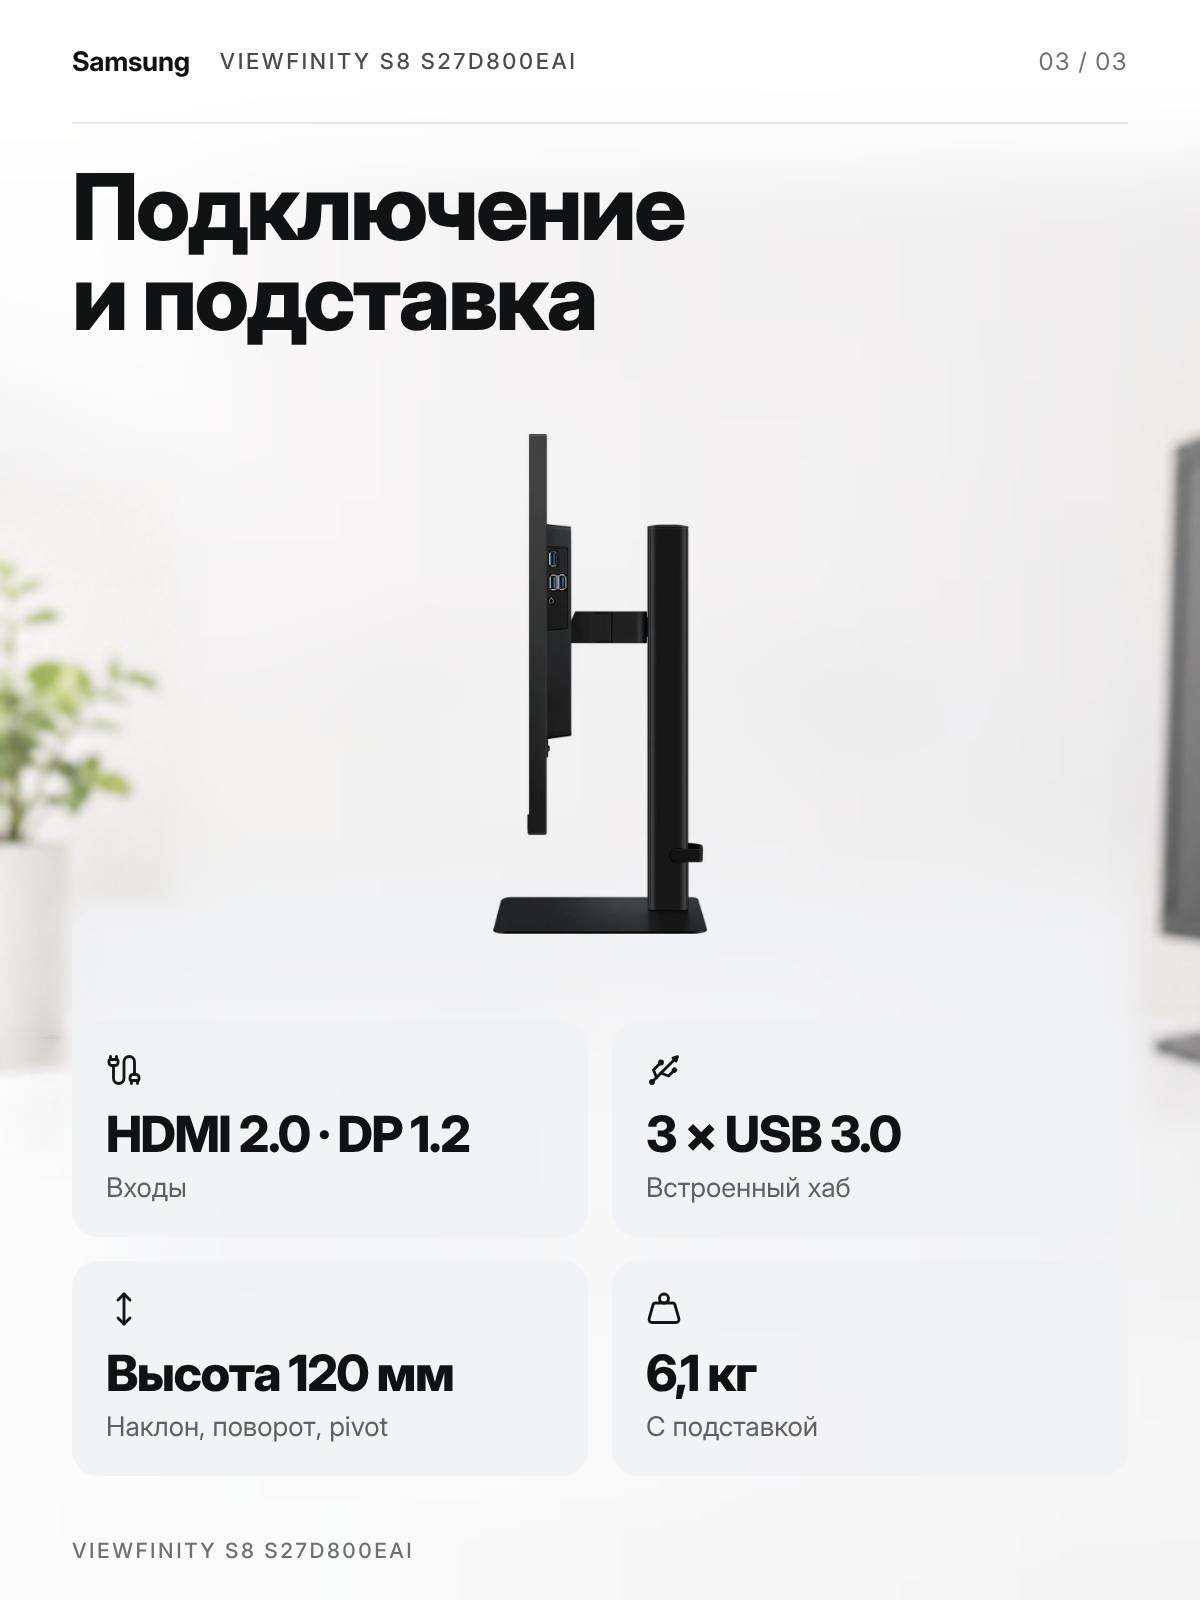 Samsung VIEWFINITY S8 S27D800EAI 03 / 03
Подключение
и подставка
HDMI 2.0 · DP 1.2
Входы
3 × USB 3.0
Встроенный хаб
Высота 120 мм
Наклон, поворот, pivot
6,1 кг
С подставкой
VIEWFINITY S8 S27D800EAI